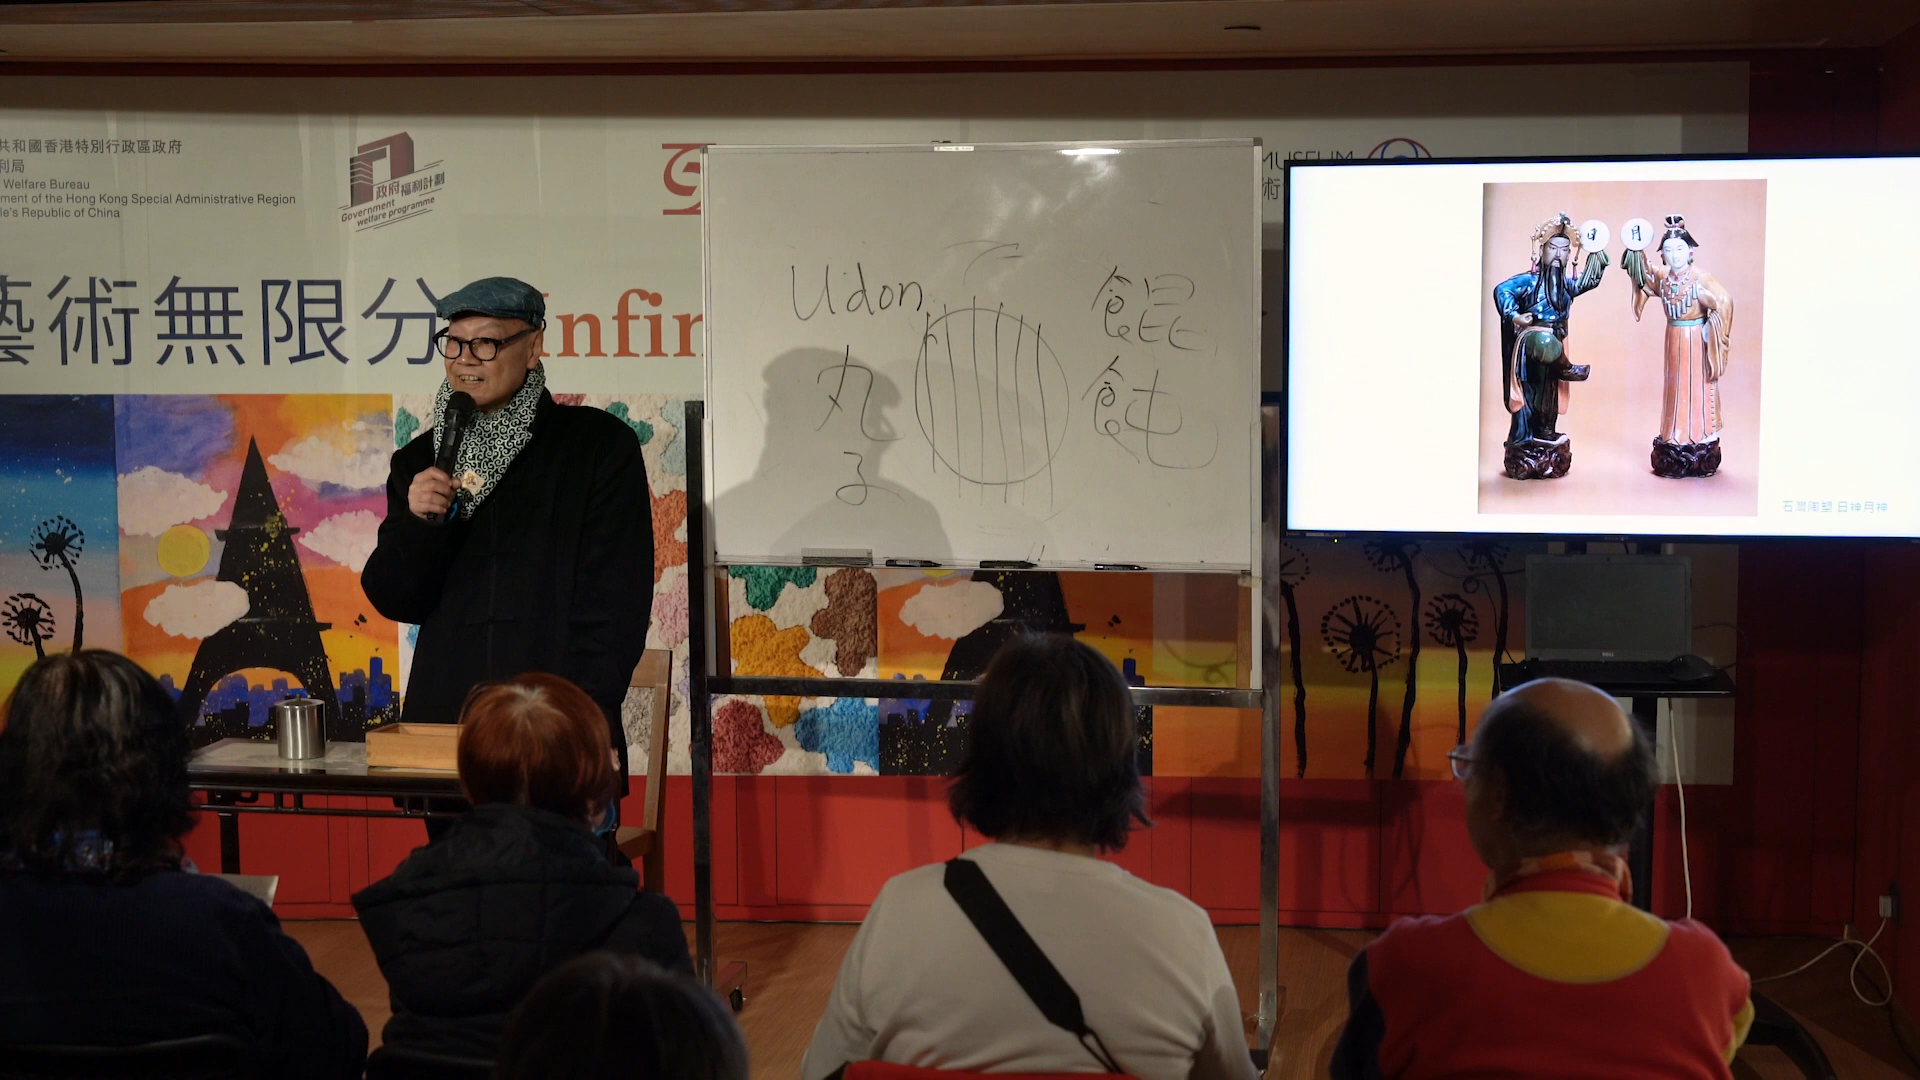 共和國香港特別行政區政府
利局
Welfare Bureau
ment of the Hong Kong Special Administrative Region
le's Republic of China
政府福利計劃
Government
welfare programme
MUSEUM
術
藝術無限分
Infin
Udon
丸
子
餛
飩
日
月
石灣陶塑 日神月神
DELL